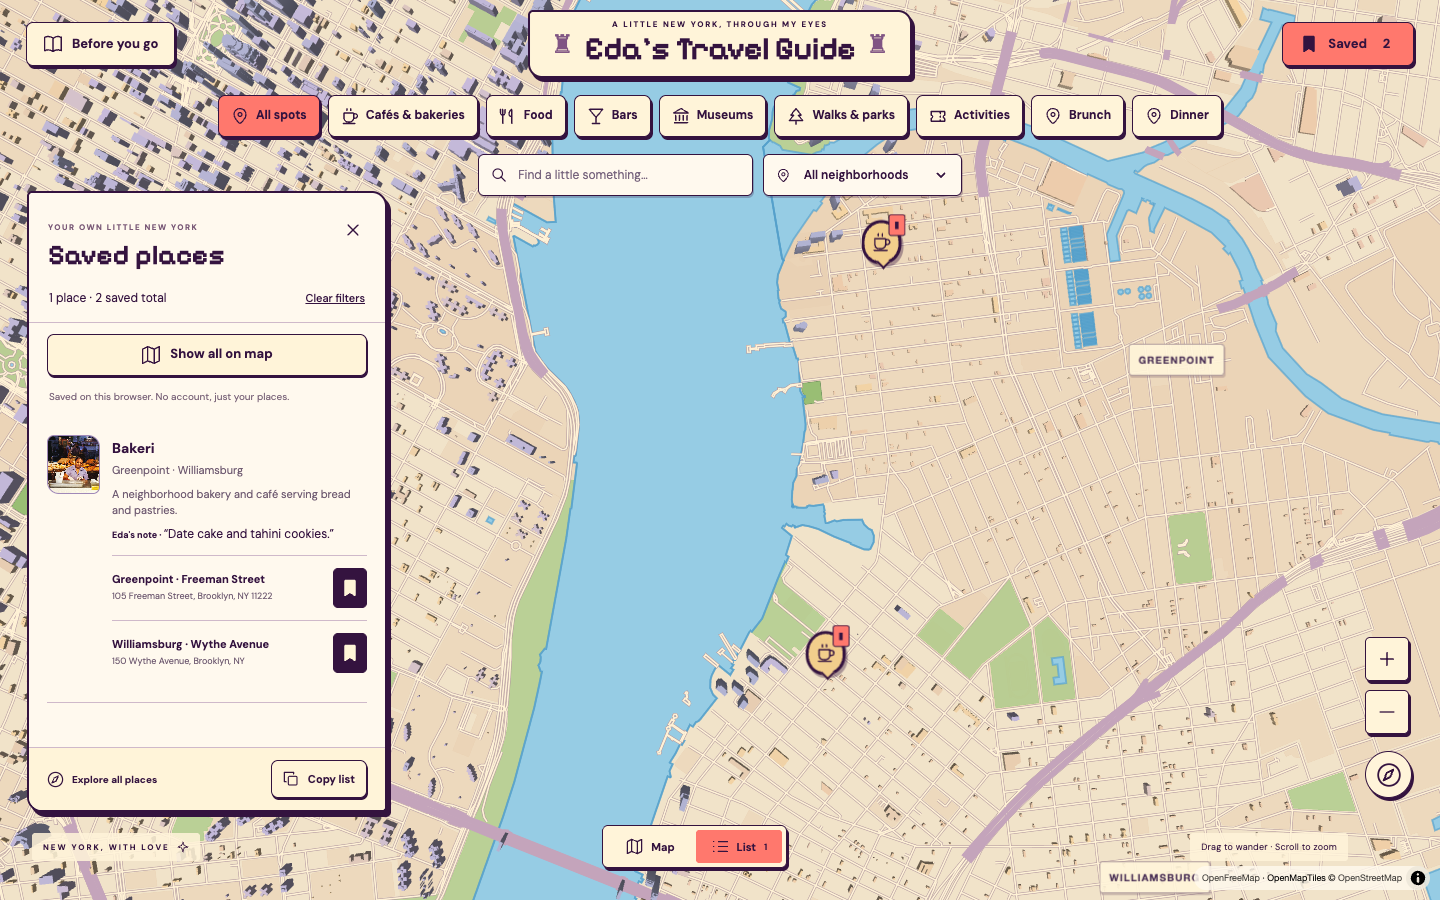 Before you go
A LITTLE NEW YORK, THROUGH MY EYES
Eda's Travel Guide
Saved 2
All spots
Cafés & bakeries
Food
Bars
Museums
Walks & parks
Activities
Brunch
Dinner
Find a little something...
All neighborhoods
YOUR OWN LITTLE NEW YORK
Saved places
1 place · 2 saved total
Clear filters
Show all on map
Saved on this browser. No account, just your places.
Bakeri
Greenpoint · Williamsburg
A neighborhood bakery and café serving bread
and pastries.
Eda's note · “Date cake and tahini cookies.”
Greenpoint · Freeman Street
105 Freeman Street, Brooklyn, NY 11222
Williamsburg · Wythe Avenue
150 Wythe Avenue, Brooklyn, NY
Explore all places
Copy list
GREENPOINT
NEW YORK, WITH LOVE
Map
List 1
Drag to wander · Scroll to zoom
WILLIAMSBURG
OpenFreeMap · OpenMapTiles © OpenStreetMap